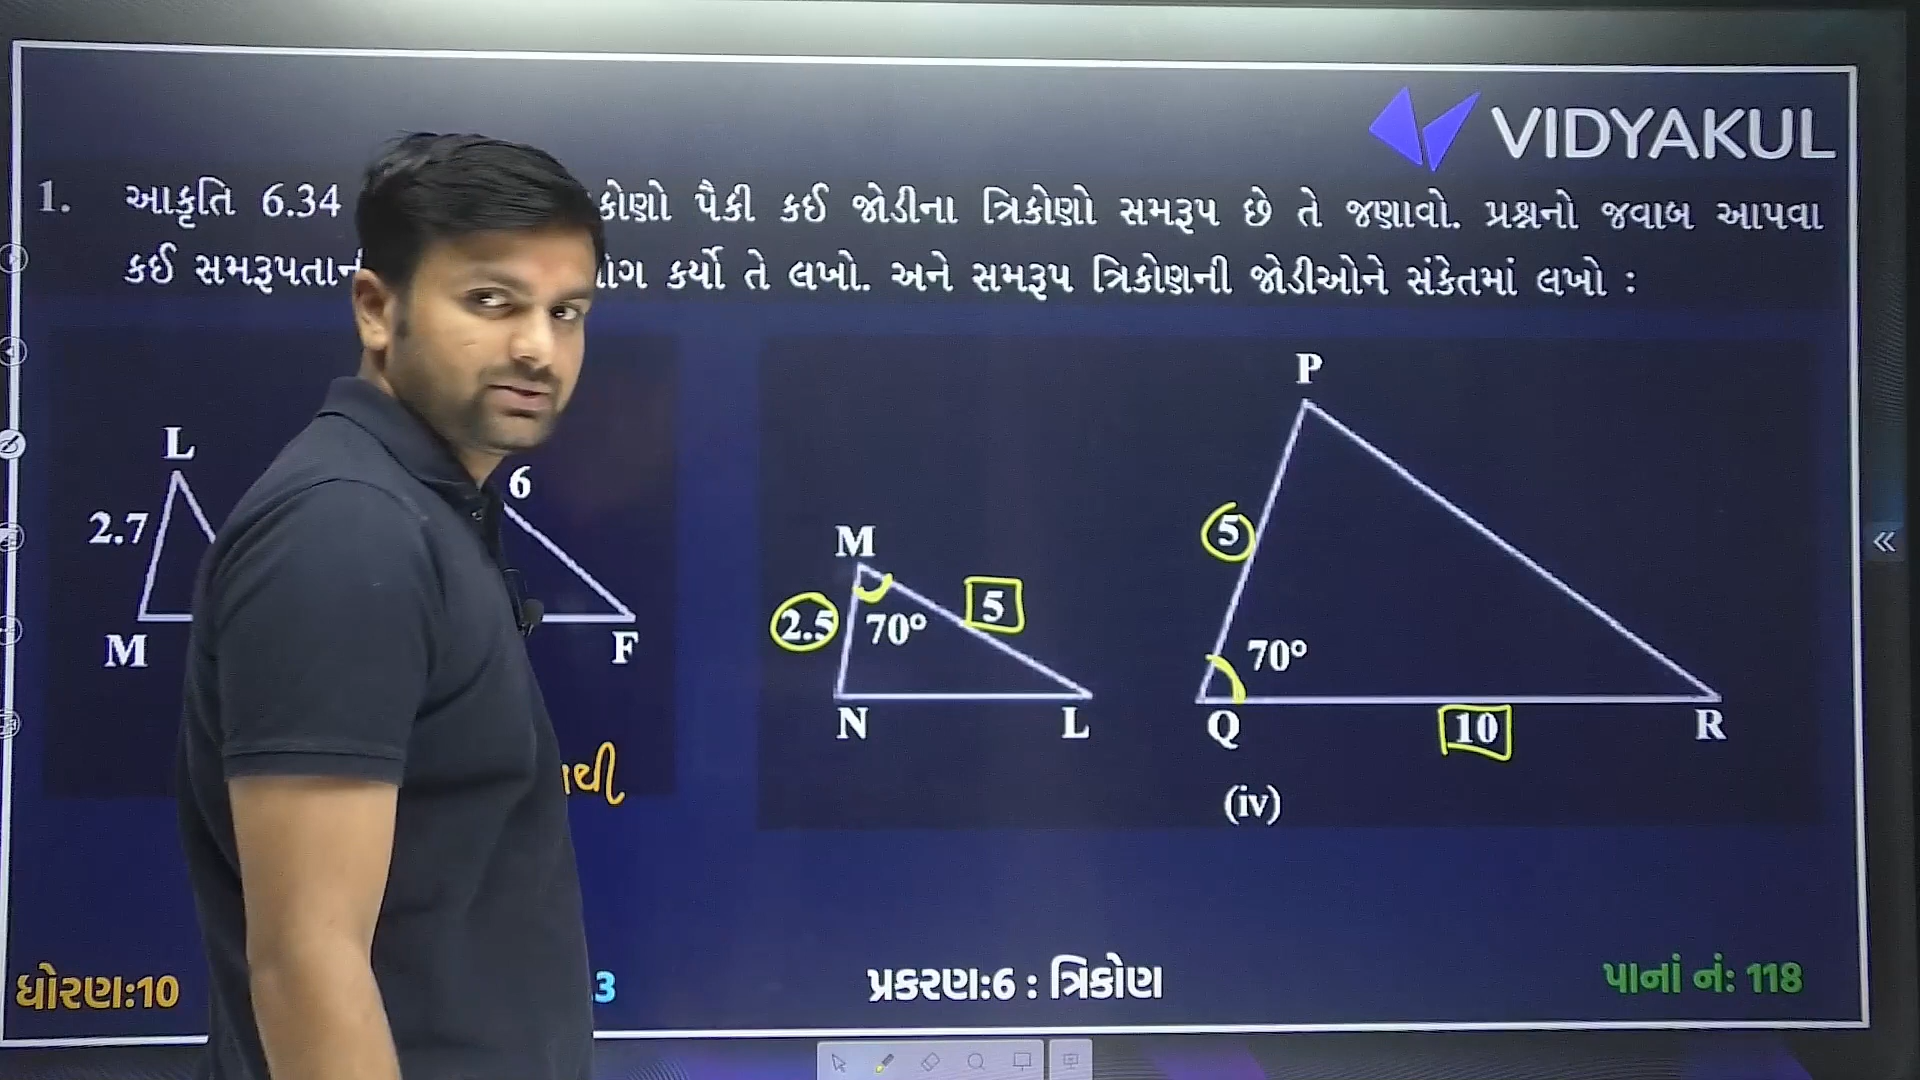 VIDYAKUL
1. આકૃતિ 6.34 કોણો પૈકી કઈ જોડીના ત્રિકોણો સમરૂપ છે તે જણાવો. પ્રશ્નનો જવાબ આપવા
કઈ સમરૂપતાની કર્યો તે લખો. અને સમરૂપ ત્રિકોણની જોડીઓને સંકેતમાં લખો :
L
2.7
M
6
F
M
2.5
70°
5
N
L
P
5
70°
Q
10
R
(iv)
ધોરણ:10
.3
પ્રકરણ:6 : ત્રિકોણ
પાનાં નં: 118